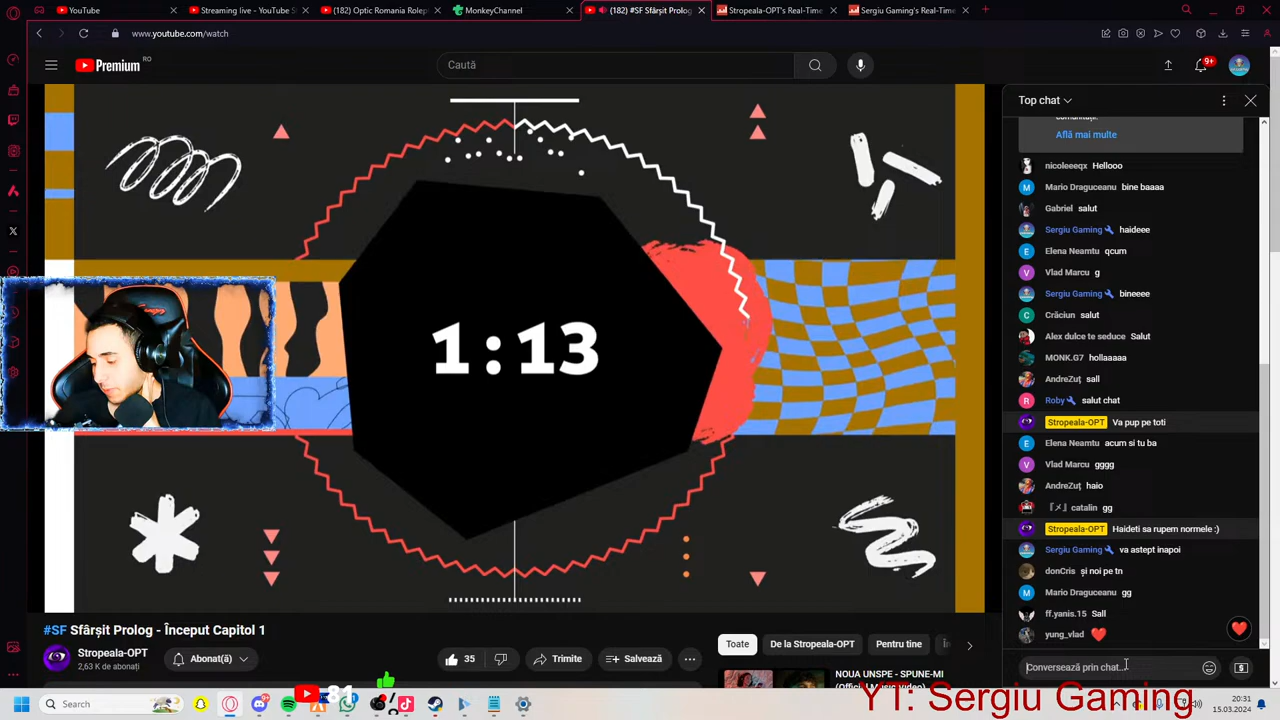 YouTube
Streaming live - YouTube S
(182) Optic Romania Rolepl
MonkeyChannel
(182) #SF Sfârșit Prolog
Stropeala-OPT's Real-Time
Sergiu Gaming's Real-Time
www.youtube.com/watch
Premium RO
Caută
9+
Top chat
1:13
comunității.
Află mai multe
nicoleeeqx Hellooo
Mario Draguceanu bine baaaa
Gabriel salut
Sergiu Gaming haideee
Elena Neamtu qcum
Vlad Marcu g
Sergiu Gaming bineeee
Crăciun salut
Alex dulce te seduce Salut
MONK.G7 hollaaaaa
AndreZuț sall
Roby salut chat
Stropeala-OPT Va pup pe toti
Elena Neamtu acum si tu ba
Vlad Marcu gggg
AndreZuț haio
『メ』catalin gg
Stropeala-OPT Haideti sa rupem normele :)
Sergiu Gaming va astept inapoi
donCris și noi pe tn
Mario Draguceanu gg
ff.yanis.15 Sall
yung_vlad
Conversează prin chat...
#SF Sfârșit Prolog - Început Capitol 1
Stropeala-OPT
2,63 K de abonați
Abonat(ă)
35
Trimite
Salvează
Toate
De la Stropeala-OPT
Pentru tine
NOUA UNSPE - SPUNE-MI
Search
81
YT. Sergiu Gaming
20:31
15.03.2024